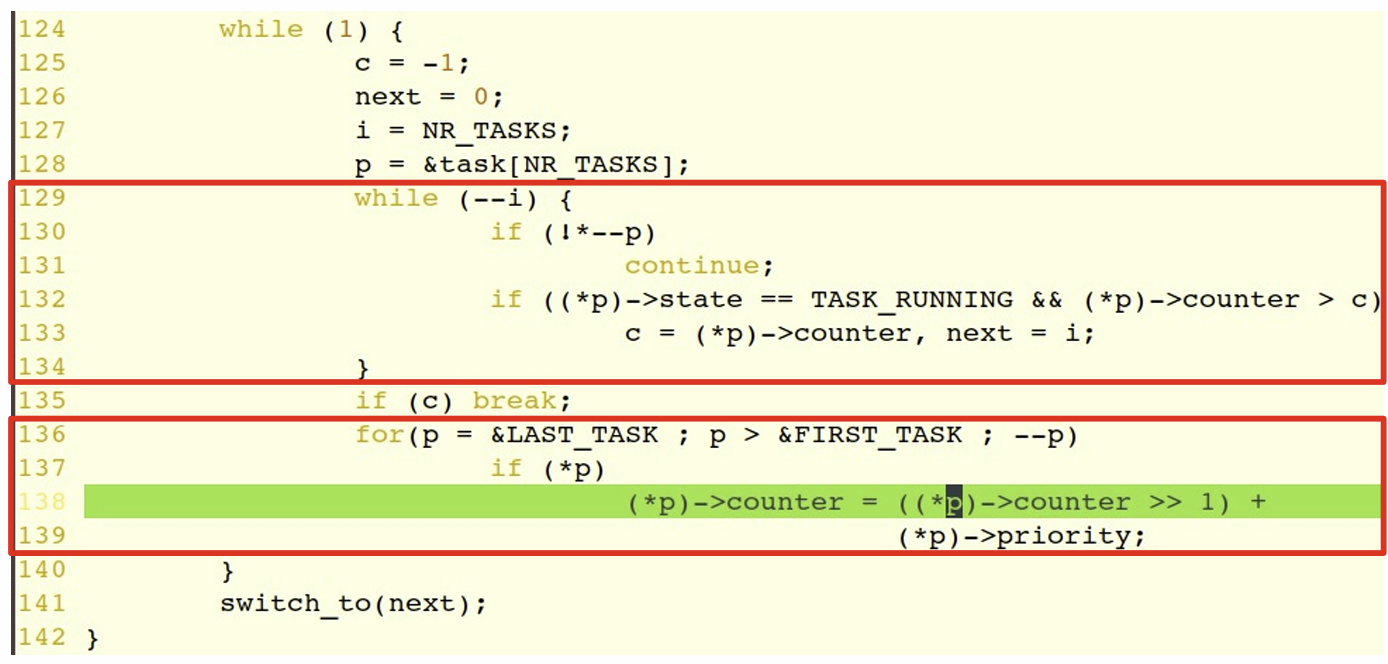 124         while (1) {
125                 c = -1;
126                 next = 0;
127                 i = NR_TASKS;
128                 p = &task[NR_TASKS];
129                 while (--i) {
130                         if (!*--p)
131                                 continue;
132                         if ((*p)->state == TASK_RUNNING && (*p)->counter > c)
133                                 c = (*p)->counter, next = i;
134                 }
135                 if (c) break;
136                 for(p = &LAST_TASK ; p > &FIRST_TASK ; --p)
137                         if (*p)
138                                 (*p)->counter = ((*p)->counter >> 1) +
139                                                 (*p)->priority;
140         }
141         switch_to(next);
142 }